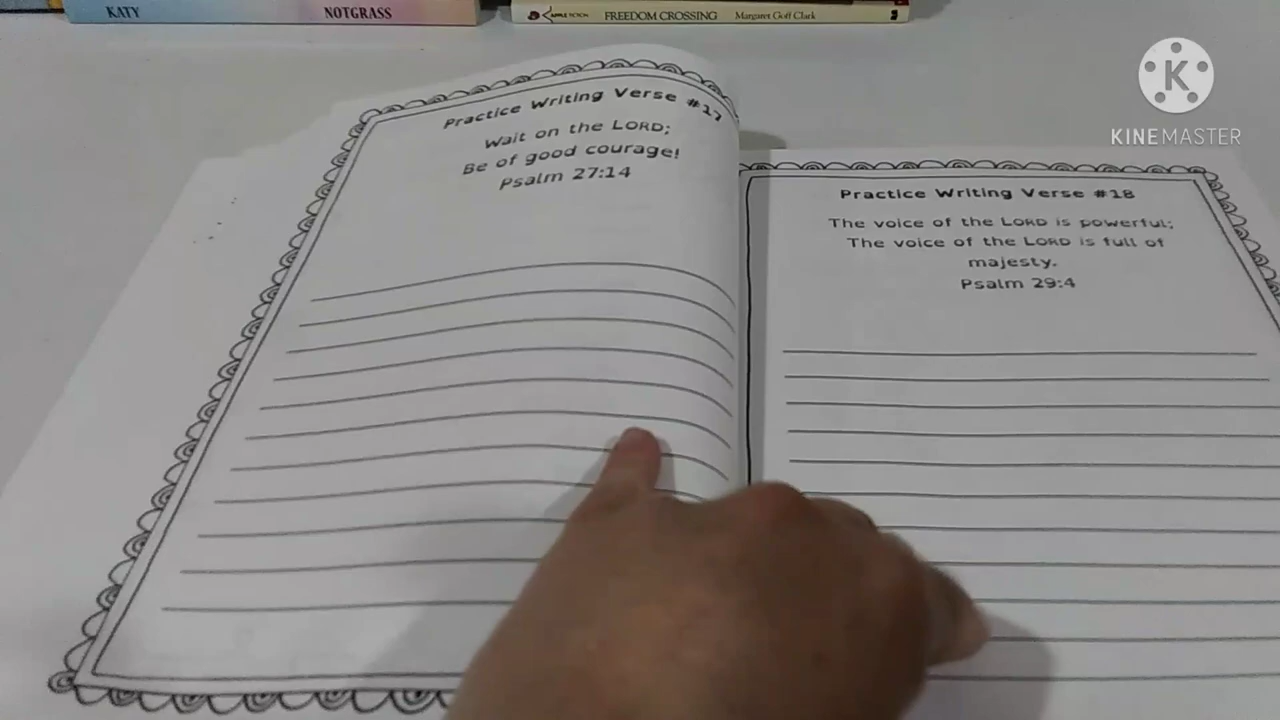 KATY NOTGRASS
APPLE FICTION FREEDOM CROSSING Margaret Goff Clark
K
KINEMASTER
Practice Writing Verse #17
Wait on the LORD;
Be of good courage!
Psalm 27:14
Practice Writing Verse #18
The voice of the LORD is powerful;
The voice of the LORD is full of
majesty.
Psalm 29:4